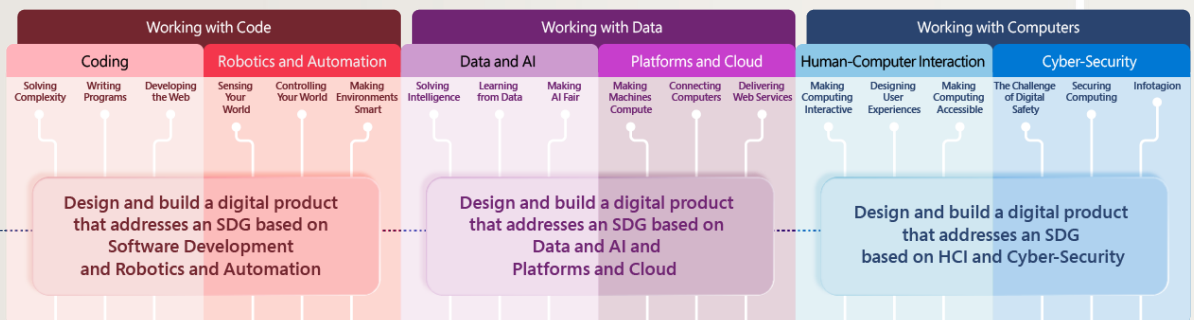 Working with Code
Working with Data
Working with Computers
Coding
Robotics and Automation
Data and AI
Platforms and Cloud
Human-Computer Interaction
Cyber-Security
Solving
Complexity
Writing
Programs
Developing
the Web
Sensing
Your
World
Controlling
Your World
Making
Environments
Smart
Solving
Intelligence
Learning
from Data
Making
AI Fair
Making
Machines
Compute
Connecting
Computers
Delivering
Web Services
Making
Computing
Interactive
Designing
User
Experiences
Making
Computing
Accessible
The Challenge
of Digital
Safety
Securing
Computing
Infotagion
Design and build a digital product
that addresses an SDG based on
Software Development
and Robotics and Automation
Design and build a digital product
that addresses an SDG based on
Data and AI and
Platforms and Cloud
Design and build a digital product
that addresses an SDG
based on HCI and Cyber-Security